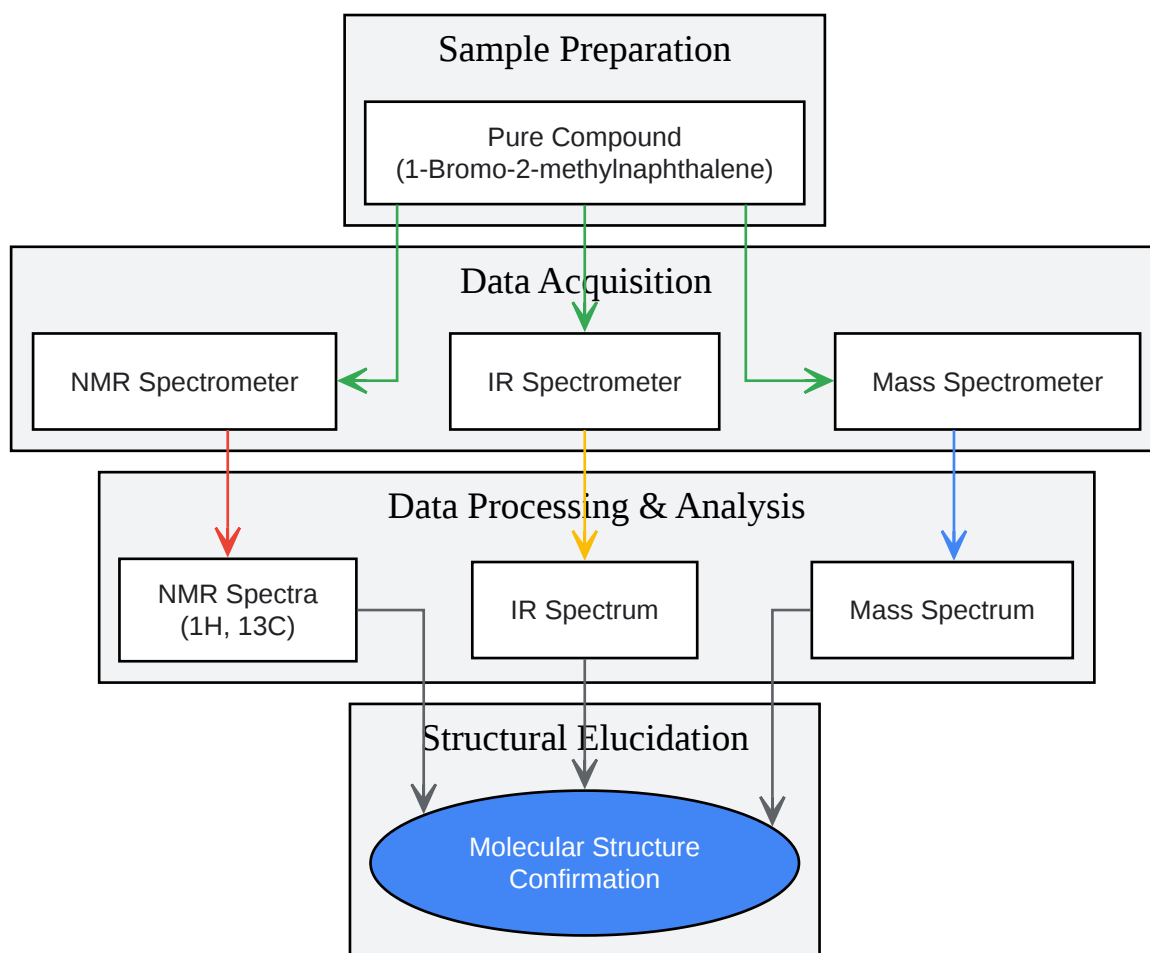 Sample Preparation
Pure Compound
(1-Bromo-2-methylnaphthalene)
Data Acquisition
NMR Spectrometer
IR Spectrometer
Mass Spectrometer
Data Processing & Analysis
NMR Spectra
(1H, 13C)
IR Spectrum
Mass Spectrum
Structural Elucidation
Molecular Structure
Confirmation